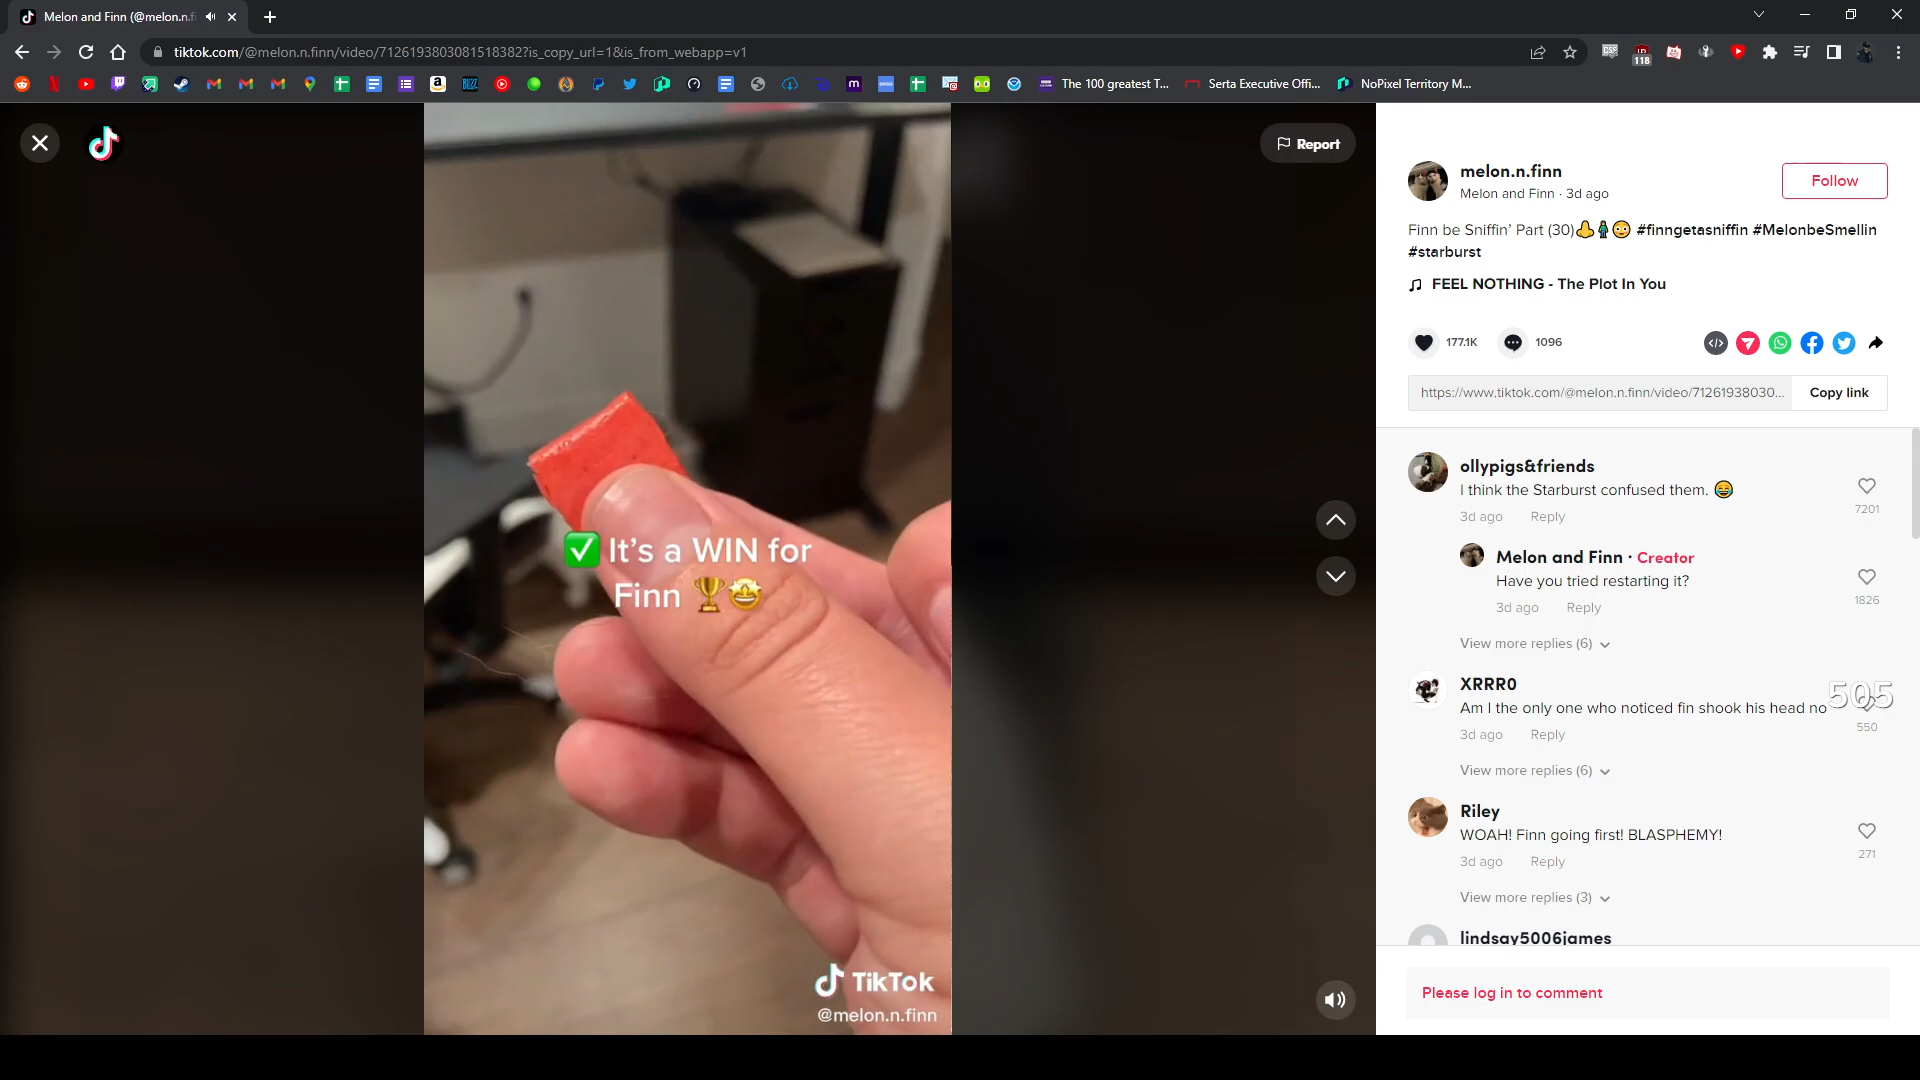 Melon and Finn (@melon.n.f
tiktok.com/@melon.n.finn/video/7126193803081518382?is_copy_url=1&is_from_webapp=v1
118
The 100 greatest T...
Serta Executive Offi...
NoPixel Territory M...
Report
✅ It's a WIN for
Finn 🏆🤩
TikTok
@melon.n.finn
melon.n.finn
Melon and Finn · 3d ago
Follow
Finn be Sniffin' Part (30)👃🧍‍♂️😳 #finngetasniffin #MelonbeSmellin
#starburst
FEEL NOTHING - The Plot In You
177.1K
1096
https://www.tiktok.com/@melon.n.finn/video/71261938030...
Copy link
ollypigs&friends
I think the Starburst confused them. 😂
3d ago Reply
7201
Melon and Finn · Creator
Have you tried restarting it?
3d ago Reply
1826
View more replies (6)
XRRR0
505
Am I the only one who noticed fin shook his head no
3d ago Reply
550
View more replies (6)
Riley
WOAH! Finn going first! BLASPHEMY!
3d ago Reply
271
View more replies (3)
lindsay5006james
Please log in to comment